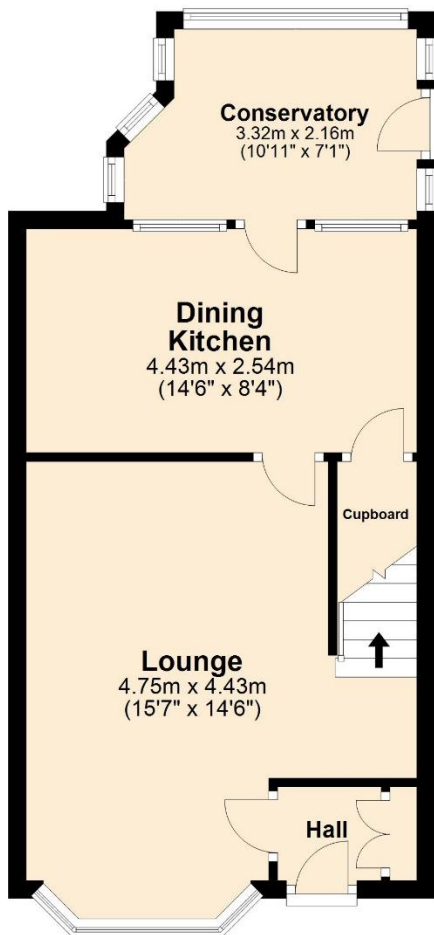 Conservatory
3.32m x 2.16m
(10'11" x 7'1")
Dining
Kitchen
4.43m x 2.54m
(14'6" x 8'4")
Cupboard
Lounge
4.75m x 4.43m
(15'7" x 14'6")
Hall